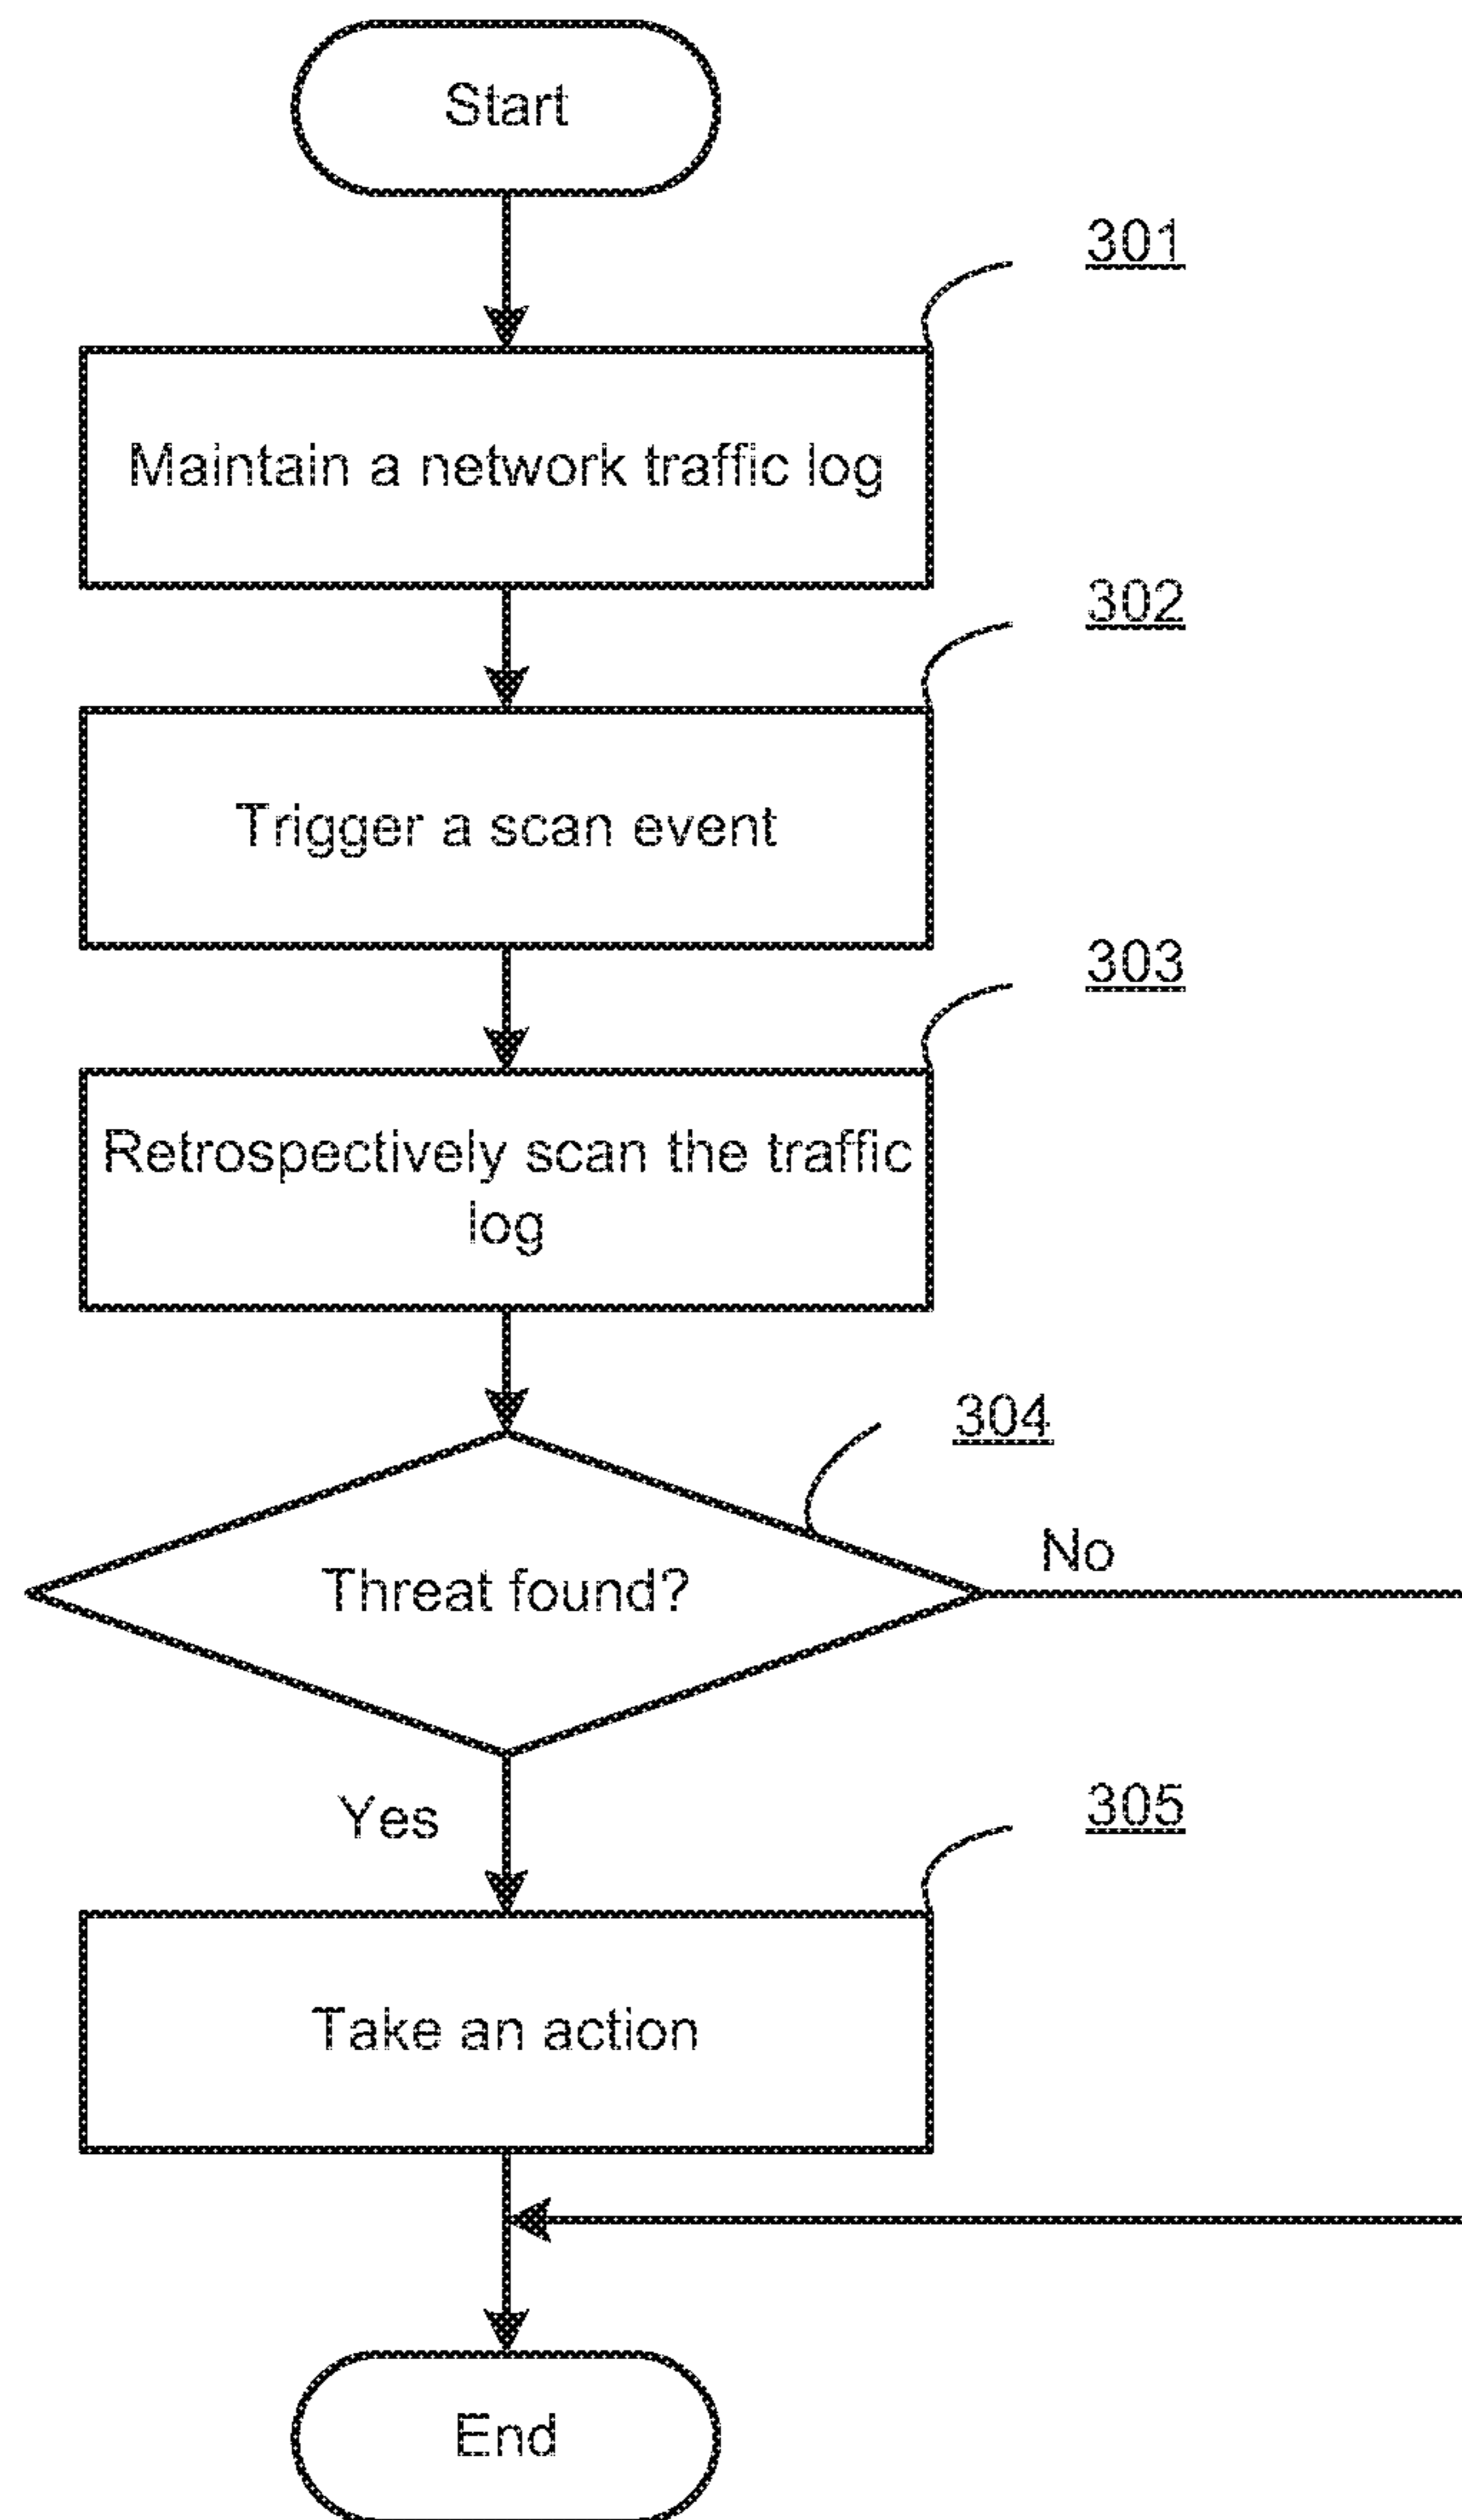 Start
301
Maintain a network traffic log
302
Trigger a scan event
303
Retrospectively scan the traffic
log
304
No
Threat found?
Yes
305
Take an action
End